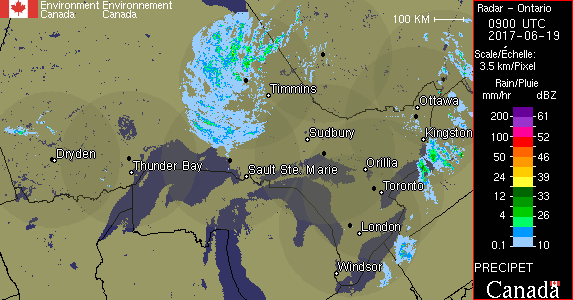 Environment Environnement
Canada Canada
100 KM
Timmins
Ottawa
Sudbury
Kingston
Dryden
Thunder Bay
Sault Ste. Marie
Orillia
Toronto
London
Windsor
Radar - Ontario
0900 UTC
2017-06-19
Scale/Échelle:
3.5 km/Pixel
Rain/Pluie
mm/hr dBZ
200 61
100 52
50 46
24 39
12 33
4 26
0.1 10
PRECIPET
Canada